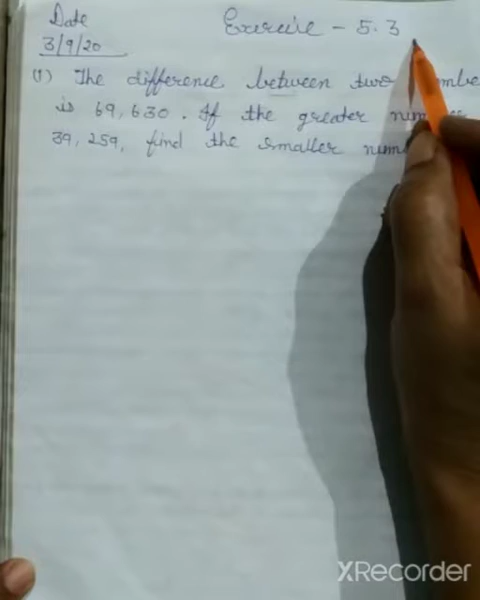 Date
Exercise - 5.3
3/9/20
(1) The difference between two
is 69,630. If the greater
39,259, find the smaller
XRecorder